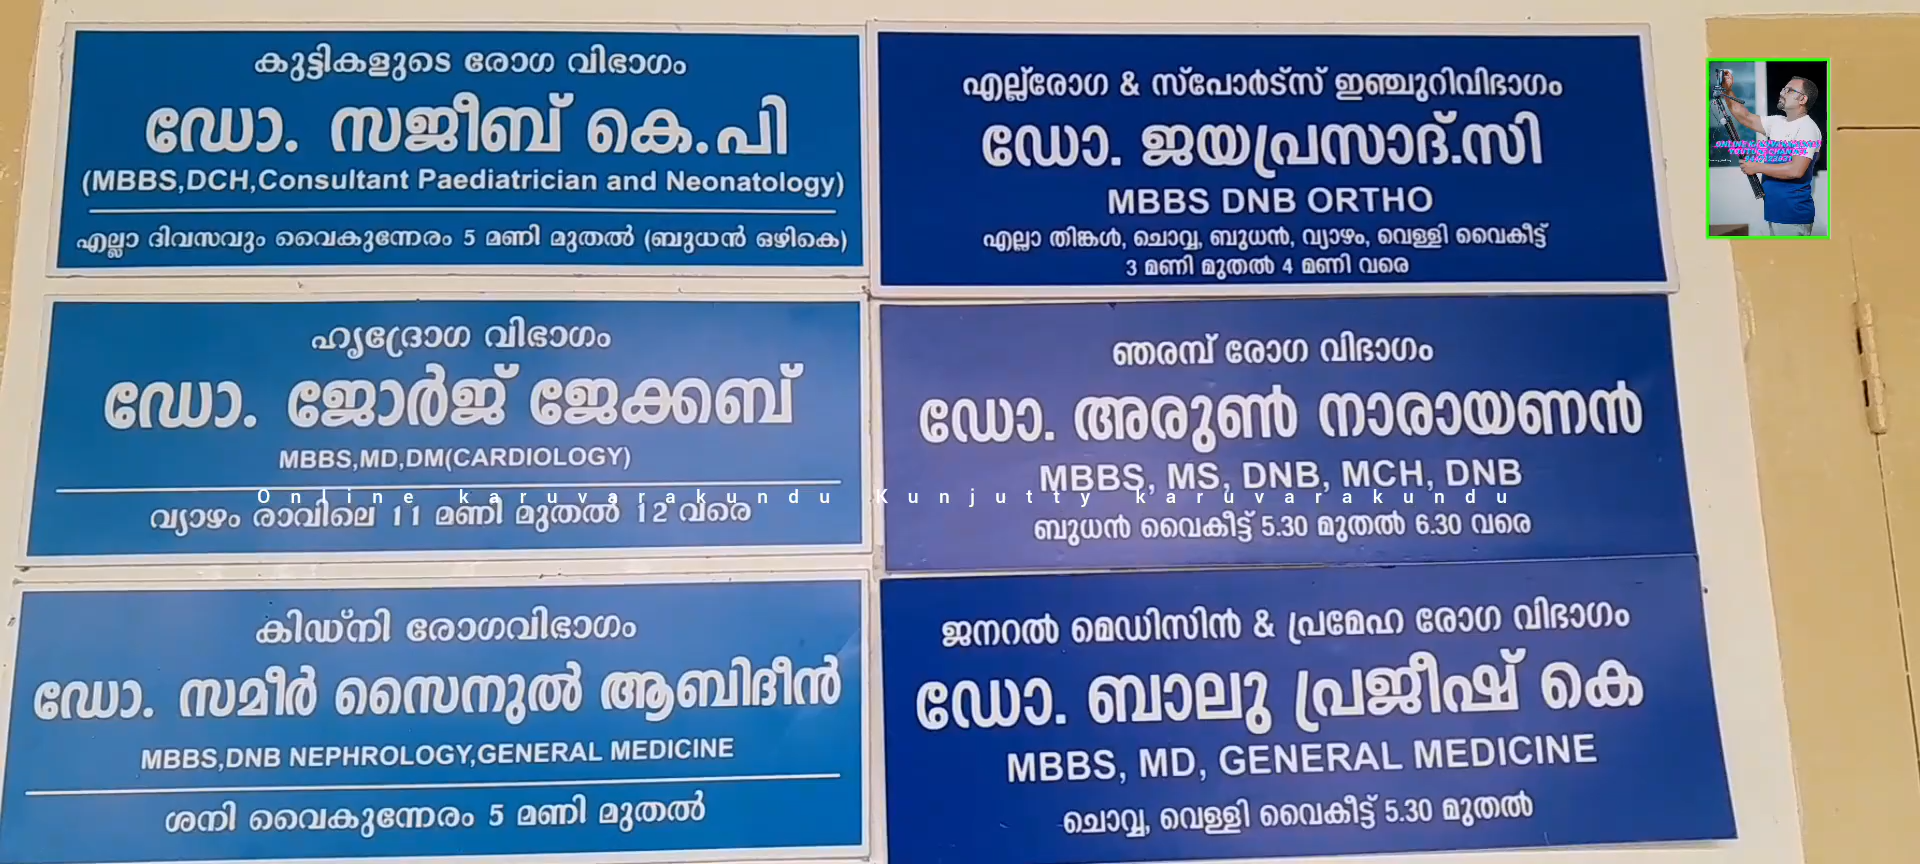 കുട്ടികളുടെ രോഗ വിഭാഗം
ഡോ. സജീബ് കെ.പി
(MBBS,DCH,Consultant Paediatrician and Neonatology)
എല്ലാ ദിവസവും വൈകുന്നേരം 5 മണി മുതൽ (ബുധൻ ഒഴികെ)
എല്ല്രോഗ & സ്പോർട്സ് ഇഞ്ചുറിവിഭാഗം
ഡോ. ജയപ്രസാദ്.സി
MBBS DNB ORTHO
എല്ലാ തിങ്കൾ, ചൊവ്വ, ബുധൻ, വ്യാഴം, വെള്ളി വൈകീട്ട്
3 മണി മുതൽ 4 മണി വരെ
ഹൃദ്രോഗ വിഭാഗം
ഡോ. ജോർജ് ജേക്കബ്
MBBS,MD,DM(CARDIOLOGY)
വ്യാഴം രാവിലെ 11 മണി മുതൽ 12 വരെ
ഞരമ്പ് രോഗ വിഭാഗം
ഡോ. അരുൺ നാരായണൻ
MBBS, MS, DNB, MCH, DNB
ബുധൻ വൈകീട്ട് 5.30 മുതൽ 6.30 വരെ
Online karuvarakundu Kunjutty karuvarakundu
കിഡ്നി രോഗവിഭാഗം
ഡോ. സമീർ സൈനുൽ ആബിദീൻ
MBBS,DNB NEPHROLOGY,GENERAL MEDICINE
ശനി വൈകുന്നേരം 5 മണി മുതൽ
ജനറൽ മെഡിസിൻ & പ്രമേഹ രോഗ വിഭാഗം
ഡോ. ബാലു പ്രജീഷ് കെ
MBBS, MD, GENERAL MEDICINE
ചൊവ്വ, വെള്ളി വൈകീട്ട് 5.30 മുതൽ